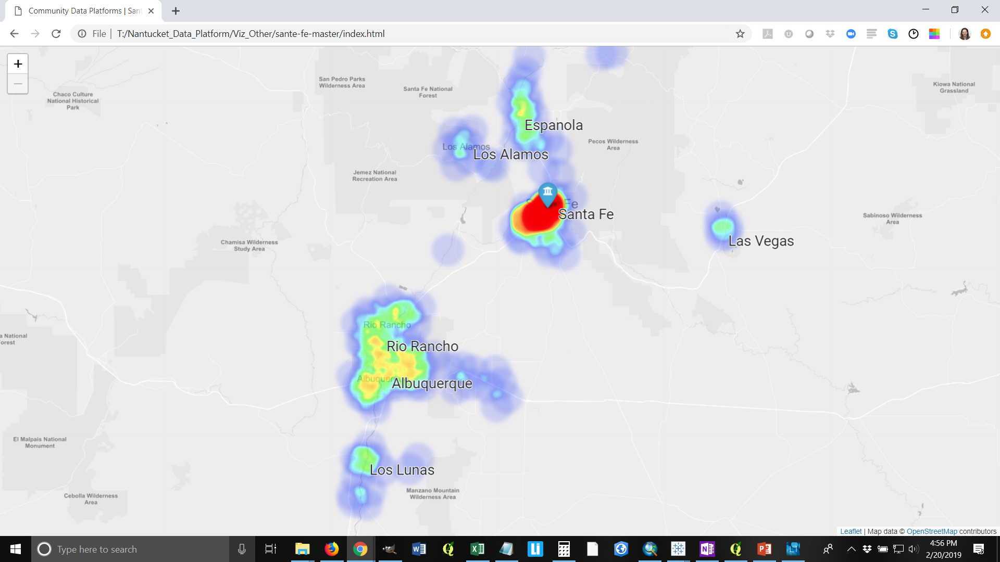 Community Data Platforms | Sant
File
T:/Nantucket_Data_Platform/Viz_Other/sante-fe-master/index.html
+
−
San Pedro Parks
Wilderness Area
Santa Fe National
Forest
Kiowa National
Grassland
Chaco Culture
National Historical
Park
Espanola
Pecos Wilderness
Area
Los Alamos
Los Alamos
Jemez National
Recreation Area
Fe
Santa Fe
Sabinoso Wilderness
Area
Las Vegas
Chamisa Wilderness
Study Area
Rio Rancho
a National
orest
Rio Rancho
Albuquer
Albuquerque
El Malpais National
Monument
Los Lunas
Manzano Mountain
Wilderness Area
Cebolla Wilderness
Area
Leaflet | Map data © OpenStreetMap contributors
Type here to search
4:56 PM
2/20/2019